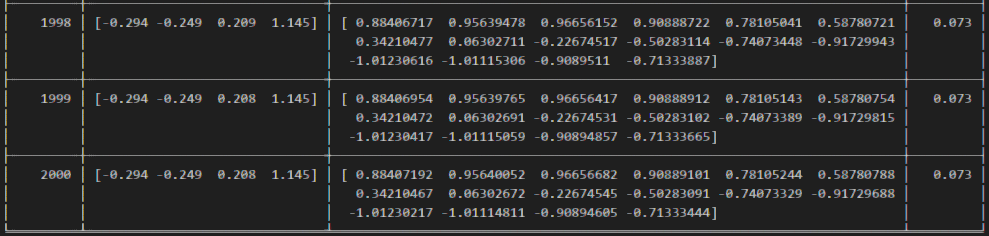 1998 [-0.294 -0.249 0.209 1.145] [ 0.88406717 0.95639478 0.96656152 0.90888722 0.78105041 0.58780721 0.073
0.34210477 0.06302711 -0.22674517 -0.50283114 -0.74073448 -0.91729943
-1.01230616 -1.01115306 -0.9089511 -0.71333887]
1999 [-0.294 -0.249 0.208 1.145] [ 0.88406954 0.95639765 0.96656417 0.90888912 0.78105143 0.58780754 0.073
0.34210472 0.06302691 -0.22674531 -0.50283102 -0.74073389 -0.91729815
-1.01230417 -1.01115059 -0.90894857 -0.71333665]
2000 [-0.294 -0.249 0.208 1.145] [ 0.88407192 0.95640052 0.96656682 0.90889101 0.78105244 0.58780788 0.073
0.34210467 0.06302672 -0.22674545 -0.50283091 -0.74073329 -0.91729688
-1.01230217 -1.01114811 -0.90894605 -0.71333444]